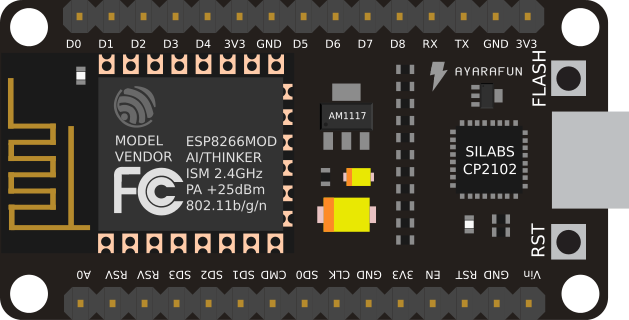 D0 D1 D2 D3 D4 3V3 GND D5 D6 D7 D8 RX TX GND 3V3
AYARAFUN
FLASH
AM1117
MODEL
VENDOR
ESP8266MOD
AI/THINKER
ISM 2.4GHz
PA +25dBm
802.11b/g/n
FC
SILABS
CP2102
RST
A0 RSV RSV SD3 SD2 SD1 CMD SD0 CLK GND 3V3 EN RST GND Vin